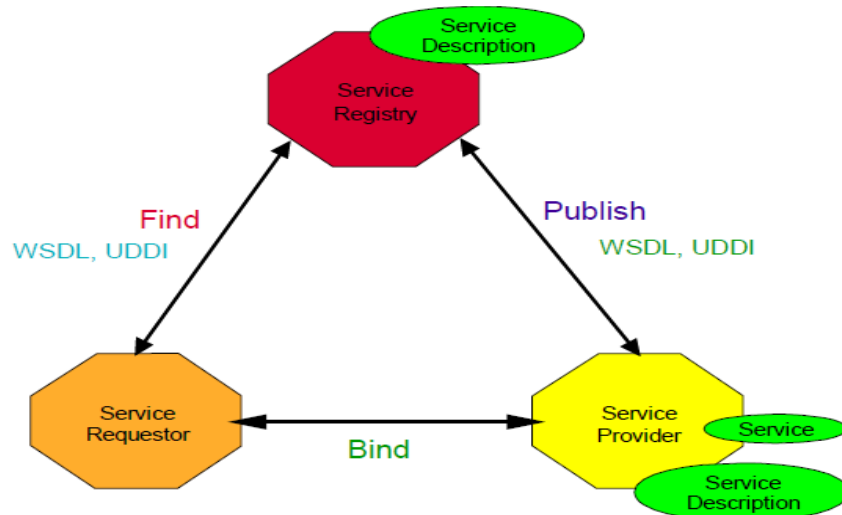 Service
Description
Service
Registry
Find
Publish
WSDL, UDDI
WSDL, UDDI
Service
Requestor
Bind
Service
Provider
Service
Service
Description